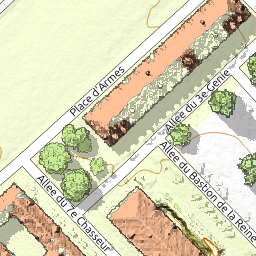 Place d'Armes
Allée du 3e Génie
Allée du Bastion de la Reine
Allée du 7e Chasseur